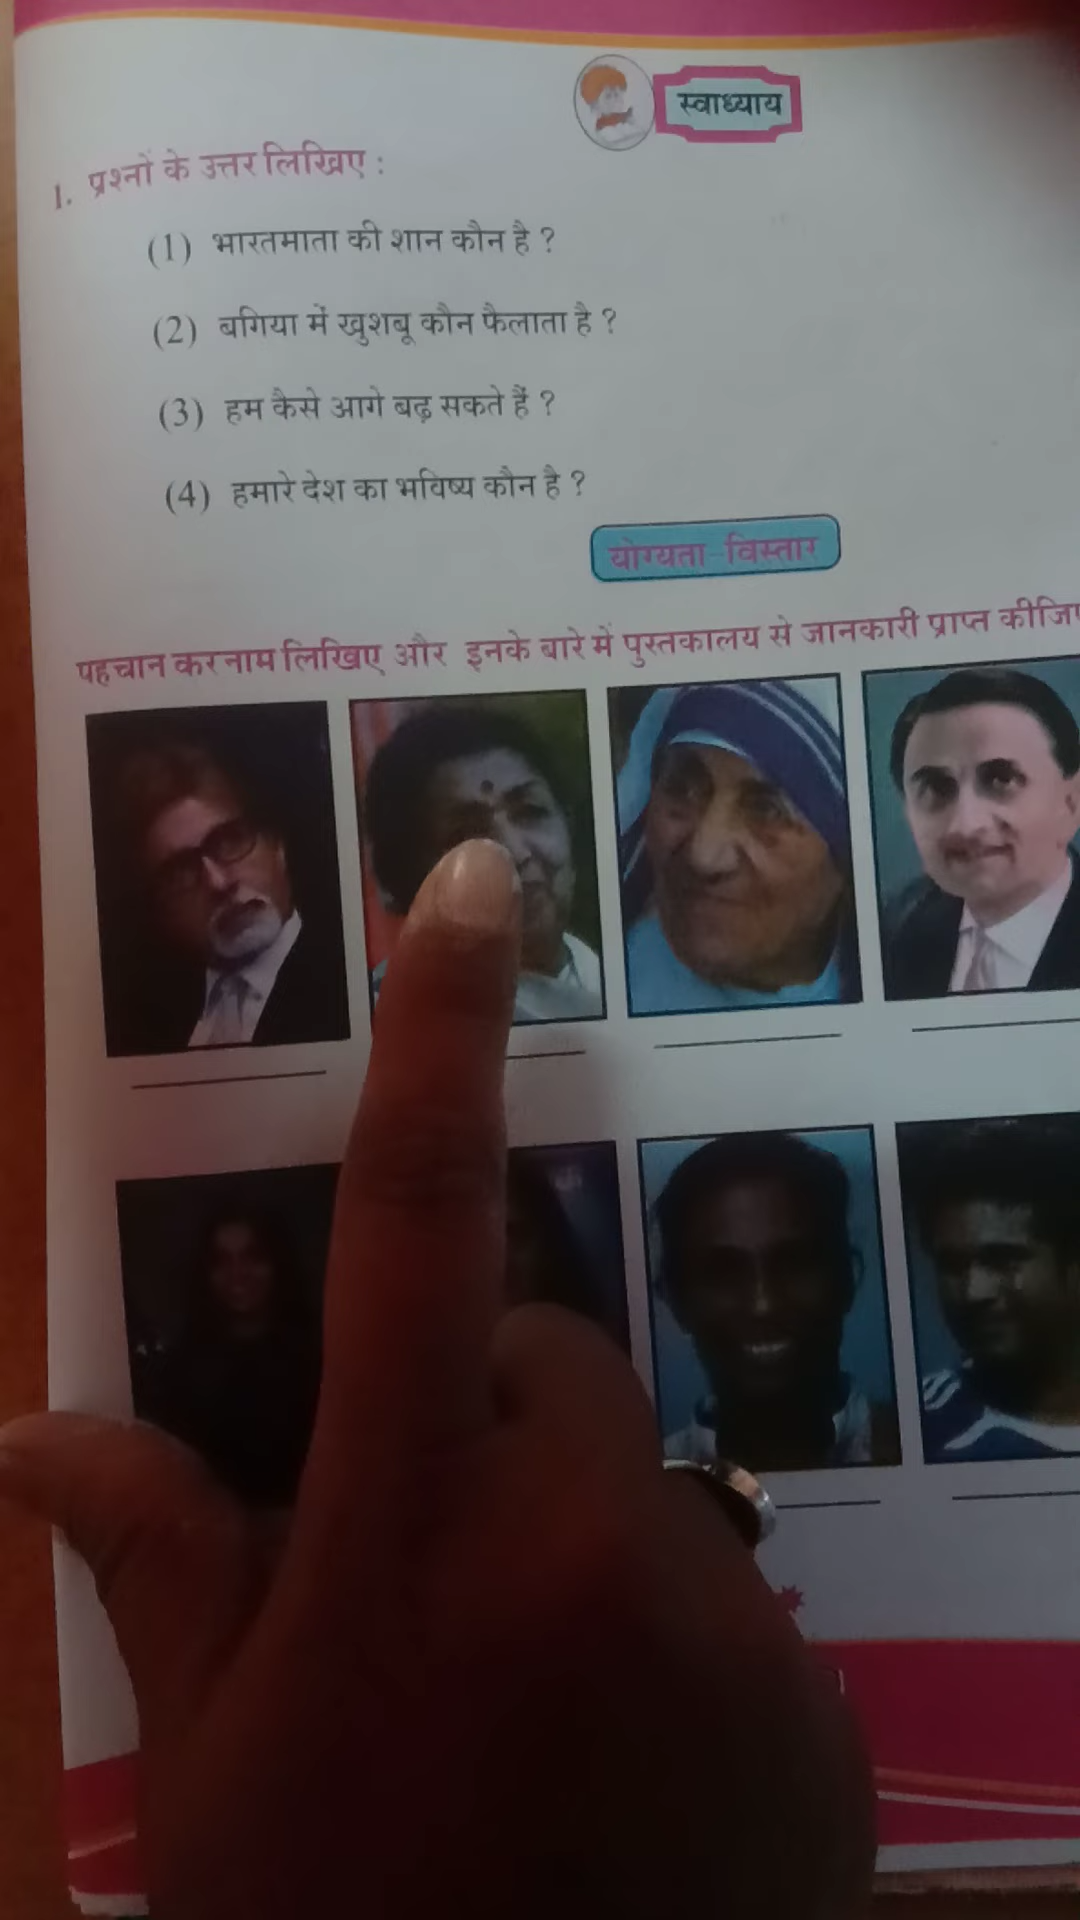 स्वाध्याय
1. प्रश्नों के उत्तर लिखिए :
(1) भारतमाता की शान कौन है ?
(2) बगिया में खुशबू कौन फैलाता है ?
(3) हम कैसे आगे बढ़ सकते हैं ?
(4) हमारे देश का भविष्य कौन है ?
योग्यता-विस्तार
पहचान कर नाम लिखिए और इनके बारे में पुस्तकालय से जानकारी प्राप्त